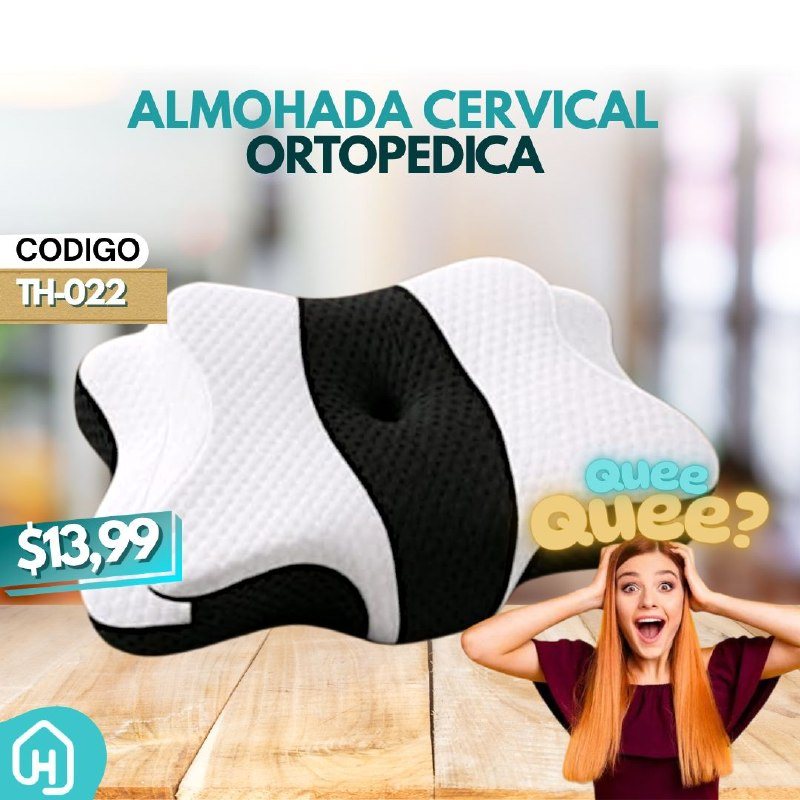 ALMOHADA CERVICAL
ORTOPEDICA
CODIGO
TH-022
Quee
Quee?
$13,99
H